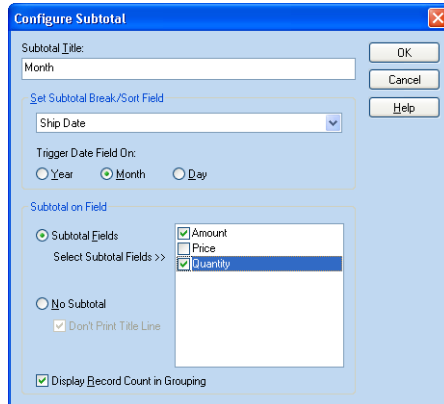 Configure Subtotal
Subtotal Title:
Month
OK
Cancel
Help
Set Subtotal Break/Sort Field
Ship Date
Trigger Date Field On:
Year Month Day
Subtotal on Field
Subtotal Fields
Select Subtotal Fields >>
Amount
Price
Quantity
No Subtotal
Don't Print Title Line
Display Record Count in Grouping